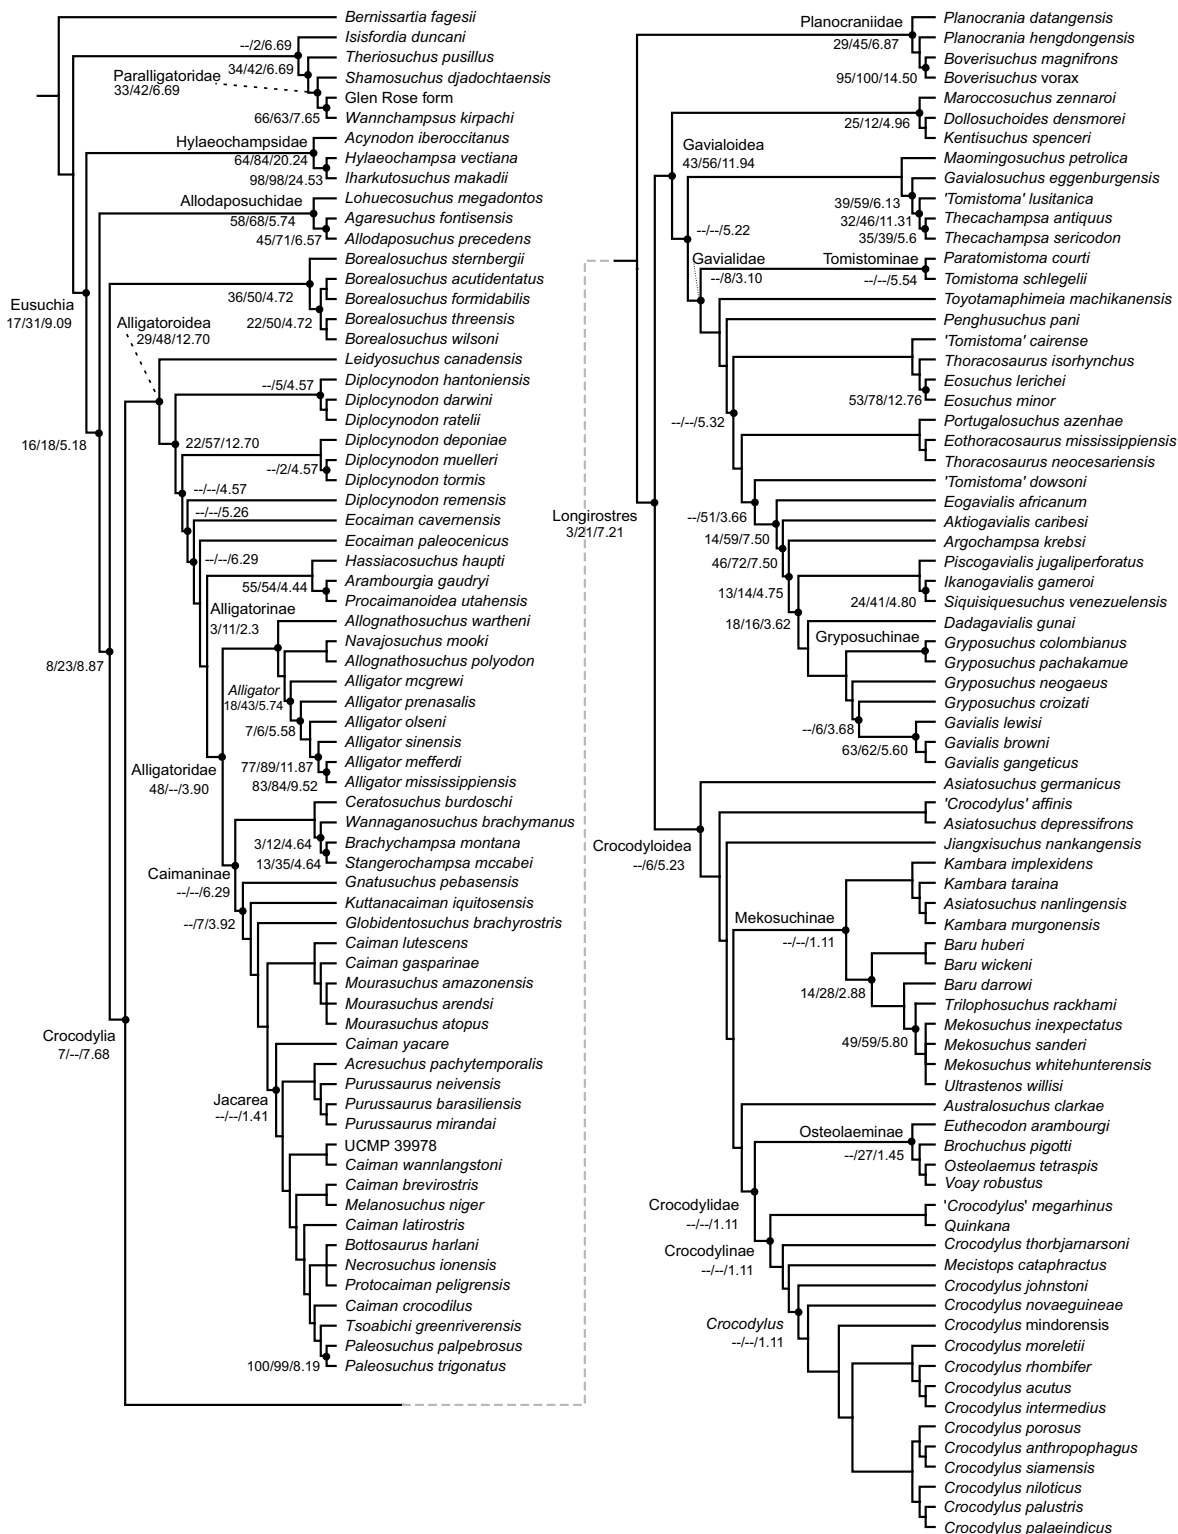 Bernissartia fagesii
Isisfordia duncani
--/2/6.69
Theriosuchus pusillus
34/42/6.69
Paralligatoridae
33/42/6.69
Shamosuchus djadochtaensis
Glen Rose form
Wannchampsus kirpachi
66/63/7.65
Acynodon iberoccitanus
Hylaeochampsidae
64/84/20.24
Hylaeochampsa vectiana
98/98/24.53
Iharkutosuchus makadii
Lohuecosuchus megadontos
Allodaposuchidae
58/68/5.74
Agaresuchus fontisensis
45/71/6.57
Allodaposuchus precedens
Borealosuchus sternbergii
Borealosuchus acutidentatus
36/50/4.72
Borealosuchus formidabilis
Eusuchia
17/31/9.09
22/50/4.72
Borealosuchus threensis
Borealosuchus wilsoni
Alligatoroidea
29/48/12.70
Leidyosuchus canadensis
--/5/4.57
Diplocynodon hantoniensis
Diplocynodon darwini
Diplocynodon ratelii
16/18/5.18
22/57/12.70
Diplocynodon deponiae
Diplocynodon muelleri
--/2/4.57
Diplocynodon tormis
--/--/4.57
Diplocynodon remensis
--/--/5.26
Eocaiman cavernensis
Eocaiman paleocenicus
--/--/6.29
Hassiacosuchus haupti
55/54/4.44
Arambourgia gaudryi
Procaimanoidea utahensis
Alligatorinae
3/11/2.3
Allognathosuchus wartheni
Navajosuchus mooki
Allognathosuchus polyodon
8/23/8.87
Alligator mcgrewi
Alligator
18/43/5.74
Alligator prenasalis
7/6/5.58
Alligator olseni
Alligator sinensis
77/89/11.87
Alligator mefferdi
83/84/9.52
Alligator mississippiensis
Alligatoridae
48/--/3.90
Ceratosuchus burdoschi
Wannaganosuchus brachymanus
3/12/4.64
Brachychampsa montana
13/35/4.64
Stangerochampsa mccabei
Caimaninae
--/--/6.29
Gnatusuchus pebasensis
Kuttanacaiman iquitosensis
--/7/3.92
Globidentosuchus brachyrostris
Caiman lutescens
Caiman gasparinae
Mourasuchus amazonensis
Mourasuchus arendsi
Mourasuchus atopus
Crocodylia
7/--/7.68
Caiman yacare
Acresuchus pachytemporalis
Purussaurus neivensis
Jacarea
--/--/1.41
Purussaurus barasiliensis
Purussaurus mirandai
UCMP 39978
Caiman wannlangstoni
Caiman brevirostris
Melanosuchus niger
Caiman latirostris
Bottosaurus harlani
Necrosuchus ionensis
Protocaiman peligrensis
Caiman crocodilus
Tsoabichi greenriverensis
Paleosuchus palpebrosus
100/99/8.19
Paleosuchus trigonatus
Planocraniidae
29/45/6.87
Planocrania datangensis
Planocrania hengdongensis
Boverisuchus magnifrons
95/100/14.50
Boverisuchus vorax
Maroccosuchus zennaroi
25/12/4.96
Dollosuchoides densmorei
Kentisuchus spenceri
Gavialoidea
43/56/11.94
Maomingosuchus petrolica
Gavialosuchus eggenburgensis
39/59/6.13
'Tomistoma' lusitanica
32/46/11.31
Thecachampsa antiquus
35/39/5.6
Thecachampsa sericodon
--/--/5.22
Gavialidae
--/8/3.10
Tomistominae
--/--/5.54
Paratomistoma courti
Tomistoma schlegelii
Toyotamaphimeia machikanensis
Penghusuchus pani
'Tomistoma' cairense
Thoracosaurus isorhynchus
Eosuchus lerichei
53/78/12.76
Eosuchus minor
--/--/5.32
Portugalosuchus azenhae
Eothoracosaurus mississippiensis
Thoracosaurus neocesariensis
'Tomistoma' dowsoni
Longirostres
3/21/7.21
--/51/3.66
Eogavialis africanum
14/59/7.50
Aktiogavialis caribesi
Argochampsa krebsi
46/72/7.50
Piscogavialis jugaliperforatus
13/14/4.75
Ikanogavialis gameroi
24/41/4.80
Siquisiquesuchus venezuelensis
18/16/3.62
Dadagavialis gunai
Gryposuchinae
Gryposuchus colombianus
Gryposuchus pachakamue
Gryposuchus neogaeus
Gryposuchus croizati
--/6/3.68
Gavialis lewisi
63/62/5.60
Gavialis browni
Gavialis gangeticus
Asiatosuchus germanicus
'Crocodylus' affinis
Asiatosuchus depressifrons
Crocodyloidea
--/6/5.23
Jiangxisuchus nankangensis
Kambara implexidens
Kambara taraina
Asiatosuchus nanlingensis
Kambara murgonensis
Mekosuchinae
--/--/1.11
Baru huberi
Baru wickeni
14/28/2.88
Baru darrowi
Trilophosuchus rackhami
Mekosuchus inexpectatus
49/59/5.80
Mekosuchus sanderi
Mekosuchus whitehunterensis
Ultrastenos willisi
Australosuchus clarkae
Osteolaeminae
--/27/1.45
Euthecodon arambourgi
Brochuchus pigotti
Osteolaemus tetraspis
Voay robustus
Crocodylidae
--/--/1.11
'Crocodylus' megarhinus
Quinkana
Crocodylinae
--/--/1.11
Crocodylus thorbjarnarsoni
Mecistops cataphractus
Crocodylus johnstoni
Crocodylus novaeguineae
Crocodylus
--/--/1.11
Crocodylus mindorensis
Crocodylus moreletii
Crocodylus rhombifer
Crocodylus acutus
Crocodylus intermedius
Crocodylus porosus
Crocodylus anthropophagus
Crocodylus siamensis
Crocodylus niloticus
Crocodylus palustris
Crocodylus palaeindicus